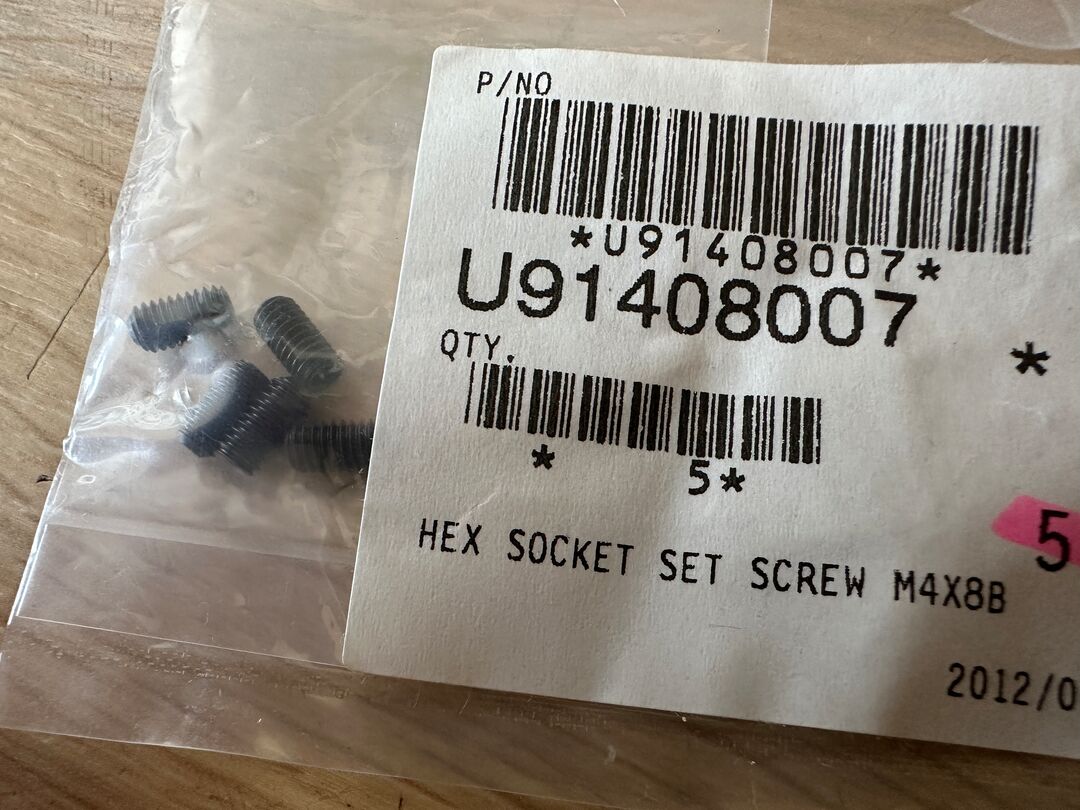 P/NO
*U91408007*
U91408007
*
QTY.
* 5*
5
HEX SOCKET SET SCREW M4X8B
2012/0